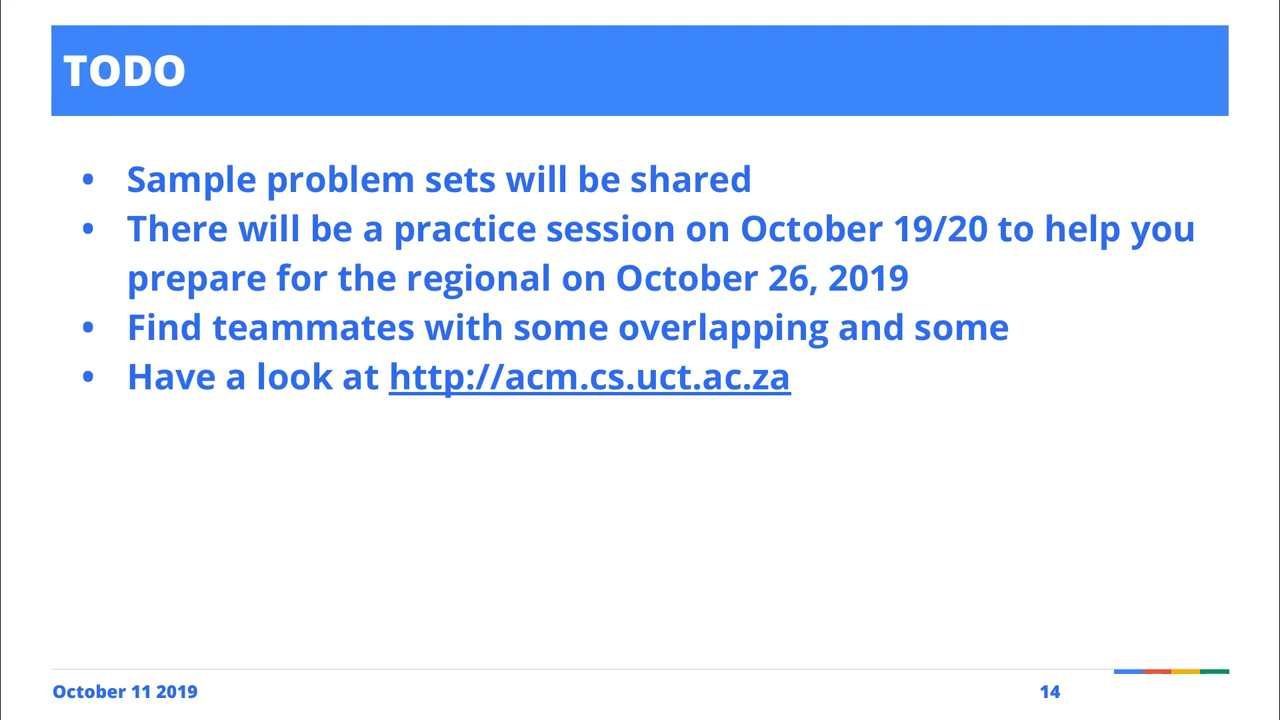 TODO
• Sample problem sets will be shared
• There will be a practice session on October 19/20 to help you
prepare for the regional on October 26, 2019
• Find teammates with some overlapping and some
• Have a look at http://acm.cs.uct.ac.za
October 11 2019
14